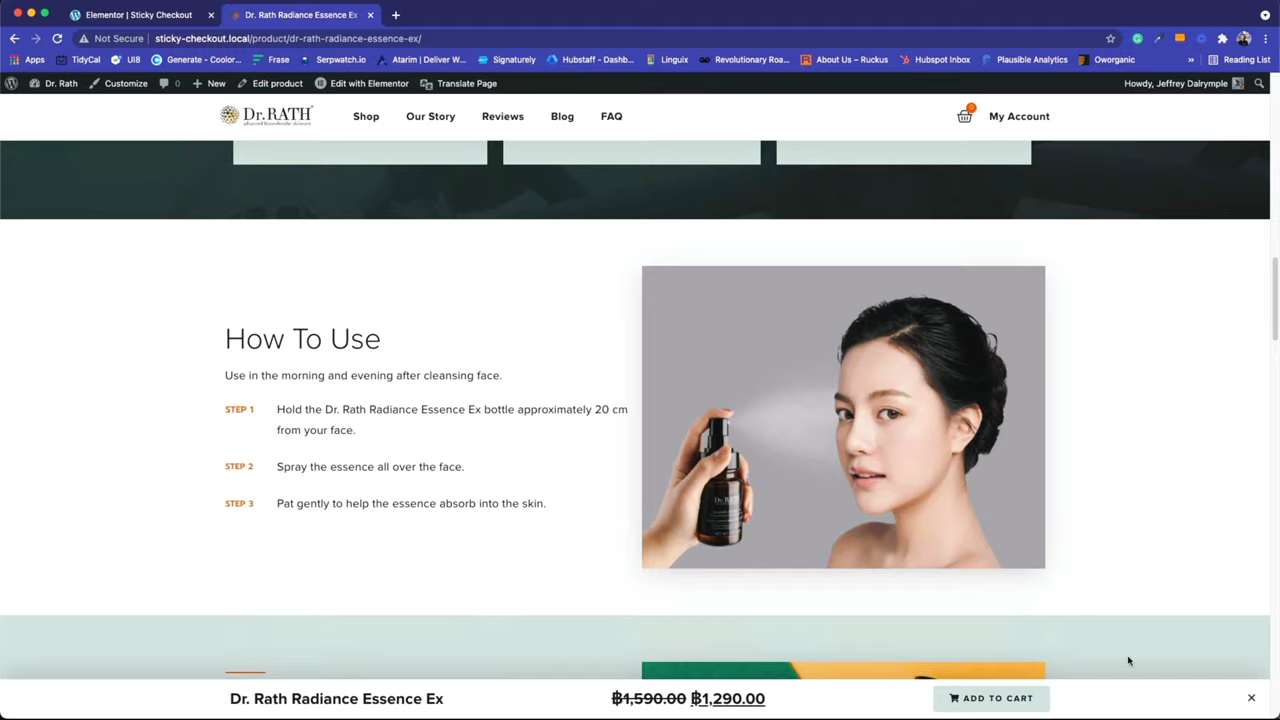 Elementor | Sticky Checkout
Dr. Rath Radiance Essence Ex
Not Secure
sticky-checkout.local/product/dr-rath-radiance-essence-ex/
Apps
TidyCal
UI8
Generate - Coolor...
Frase
Serpwatch.io
Atarim | Deliver W...
Signaturely
Hubstaff - Dashb...
Linguix
Revolutionary Roa...
About Us – Ruckus
Hubspot Inbox
Plausible Analytics
Oworganic
»
Reading List
Dr. Rath
Customize
0
New
Edit product
Edit with Elementor
Translate Page
Howdy, Jeffrey Dalrymple
Dr.RATH
Shop
Our Story
Reviews
Blog
FAQ
0
My Account
How To Use
Use in the morning and evening after cleansing face.
STEP 1
Hold the Dr. Rath Radiance Essence Ex bottle approximately 20 cm
from your face.
STEP 2
Spray the essence all over the face.
STEP 3
Pat gently to help the essence absorb into the skin.
Dr.RATH
Dr. Rath Radiance Essence Ex
฿1,590.00 ฿1,290.00
ADD TO CART